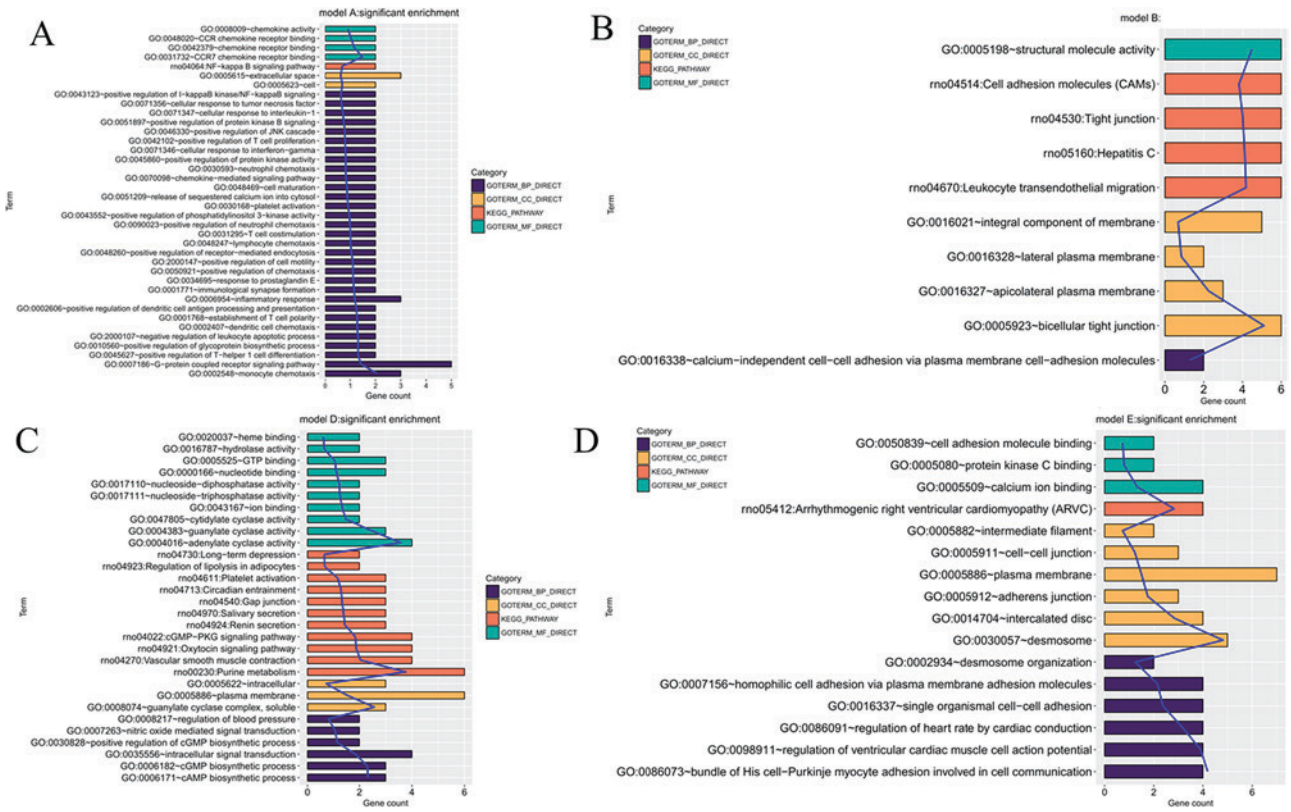 A
model A:significant enrichment
GO:0008009~chemokine activity
GO:0048020~CCR chemokine receptor binding
GO:0042379~chemokine receptor binding
GO:0031732~CCR7 chemokine receptor binding
rno04064:NF-kappa B signaling pathway
GO:0005615~extracellular space
GO:0005623~cell
GO:0043123~positive regulation of I-kappaB kinase/NF-kappaB signaling
GO:0071356~cellular response to tumor necrosis factor
GO:0071347~cellular response to interleukin-1
GO:0051897~positive regulation of protein kinase B signaling
GO:0046330~positive regulation of JNK cascade
GO:0042102~positive regulation of T cell proliferation
GO:0071346~cellular response to interferon-gamma
GO:0045860~positive regulation of protein kinase activity
GO:0030593~neutrophil chemotaxis
GO:0070098~chemokine-mediated signaling pathway
GO:0048469~cell maturation
GO:0051209~release of sequestered calcium ion into cytosol
GO:0030168~platelet activation
GO:0043552~positive regulation of phosphatidylinositol 3-kinase activity
GO:0090023~positive regulation of neutrophil chemotaxis
GO:0031295~T cell costimulation
GO:0048247~lymphocyte chemotaxis
GO:0048260~positive regulation of receptor-mediated endocytosis
GO:2000147~positive regulation of cell motility
GO:0050921~positive regulation of chemotaxis
GO:0034695~response to prostaglandin E
GO:0001771~immunological synapse formation
GO:0006954~inflammatory response
GO:0002606~positive regulation of dendritic cell antigen processing and presentation
GO:0001768~establishment of T cell polarity
GO:0002407~dendritic cell chemotaxis
GO:2000107~negative regulation of leukocyte apoptotic process
GO:0010560~positive regulation of glycoprotein biosynthetic process
GO:0045627~positive regulation of T-helper 1 cell differentiation
GO:0007186~G-protein coupled receptor signaling pathway
GO:0002548~monocyte chemotaxis
0 1 2 3 4 5
Gene count
Term
Category
GOTERM_BP_DIRECT
GOTERM_CC_DIRECT
KEGG_PATHWAY
GOTERM_MF_DIRECT
B
model B:
Category
GOTERM_BP_DIRECT
GOTERM_CC_DIRECT
KEGG_PATHWAY
GOTERM_MF_DIRECT
GO:0005198~structural molecule activity
rno04514:Cell adhesion molecules (CAMs)
rno04530:Tight junction
rno05160:Hepatitis C
rno04670:Leukocyte transendothelial migration
GO:0016021~integral component of membrane
GO:0016328~lateral plasma membrane
GO:0016327~apicolateral plasma membrane
GO:0005923~bicellular tight junction
GO:0016338~calcium-independent cell-cell adhesion via plasma membrane cell-adhesion molecules
0 2 4 6
Gene count
Term
C
model D:significant enrichment
GO:0020037~heme binding
GO:0016787~hydrolase activity
GO:0005525~GTP binding
GO:0000166~nucleotide binding
GO:0017110~nucleoside-diphosphatase activity
GO:0017111~nucleoside-triphosphatase activity
GO:0043167~ion binding
GO:0047805~cytidylate cyclase activity
GO:0004383~guanylate cyclase activity
GO:0004016~adenylate cyclase activity
rno04730:Long-term depression
rno04923:Regulation of lipolysis in adipocytes
rno04611:Platelet activation
rno04713:Circadian entrainment
rno04540:Gap junction
rno04970:Salivary secretion
rno04924:Renin secretion
rno04022:cGMP-PKG signaling pathway
rno04921:Oxytocin signaling pathway
rno04270:Vascular smooth muscle contraction
rno00230:Purine metabolism
GO:0005622~intracellular
GO:0005886~plasma membrane
GO:0008074~guanylate cyclase complex, soluble
GO:0008217~regulation of blood pressure
GO:0007263~nitric oxide mediated signal transduction
GO:0030828~positive regulation of cGMP biosynthetic process
GO:0035556~intracellular signal transduction
GO:0006182~cGMP biosynthetic process
GO:0006171~cAMP biosynthetic process
0 2 4 6
Gene count
Term
Category
GOTERM_BP_DIRECT
GOTERM_CC_DIRECT
KEGG_PATHWAY
GOTERM_MF_DIRECT
D
model E:significant enrichment
Category
GOTERM_BP_DIRECT
GOTERM_CC_DIRECT
KEGG_PATHWAY
GOTERM_MF_DIRECT
GO:0050839~cell adhesion molecule binding
GO:0005080~protein kinase C binding
GO:0005509~calcium ion binding
rno05412:Arrhythmogenic right ventricular cardiomyopathy (ARVC)
GO:0005882~intermediate filament
GO:0005911~cell-cell junction
GO:0005886~plasma membrane
GO:0005912~adherens junction
GO:0014704~intercalated disc
GO:0030057~desmosome
GO:0002934~desmosome organization
GO:0007156~homophilic cell adhesion via plasma membrane adhesion molecules
GO:0016337~single organismal cell-cell adhesion
GO:0086091~regulation of heart rate by cardiac conduction
GO:0098911~regulation of ventricular cardiac muscle cell action potential
GO:0086073~bundle of His cell-Purkinje myocyte adhesion involved in cell communication
0 2 4 6
Gene count
Term